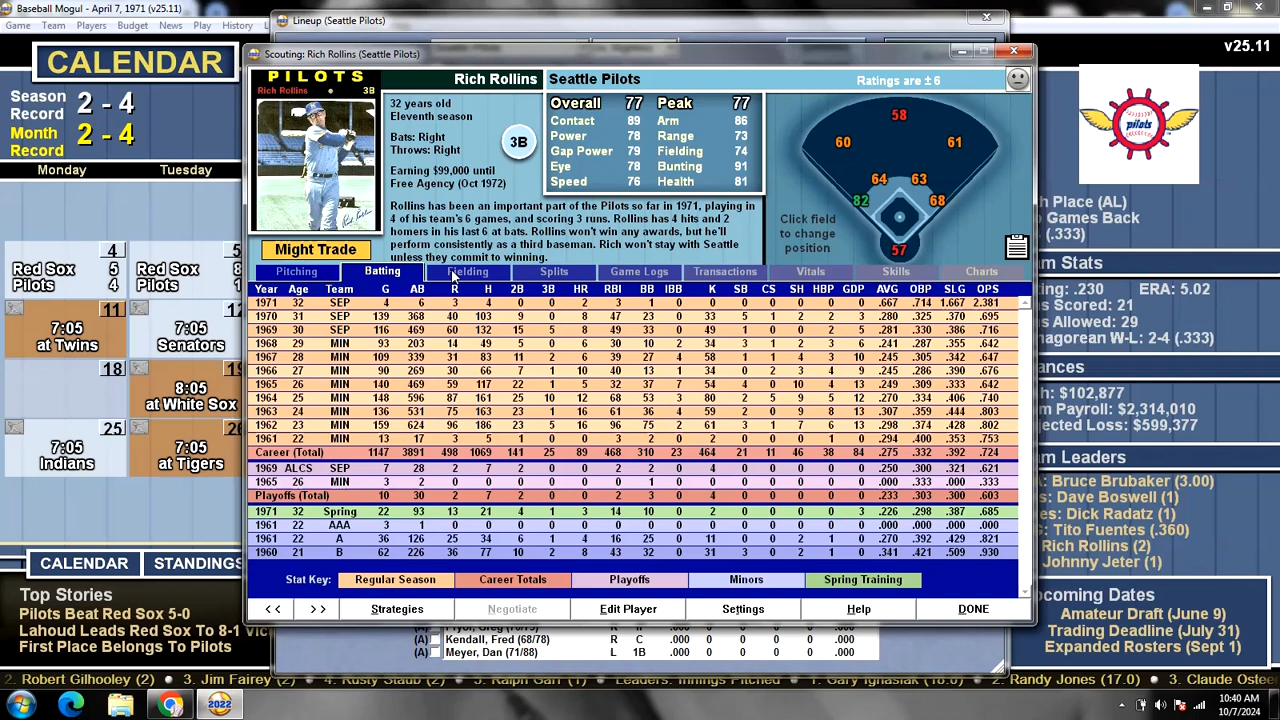 Baseball Mogul - April 7, 1971 (v25.11)
Game Team Players Budget News Play History
CALENDAR
Season Record 2 - 4
Month Record 2 - 4
Monday Tuesday
4 5
Red Sox 5 Red Sox 8
Pilots 4 Pilots
11 12
7:05 at Twins 7:05 Senators
18 19
8:05 at White Sox
25 26
7:05 Indians 7:05 at Tigers
CALENDAR STANDINGS
Top Stories
Pilots Beat Red Sox 5-0
Lahoud Leads Red Sox To 8-1 Vic
First Place Belongs To Pilots
Lineup (Seattle Pilots)
Scouting: Rich Rollins (Seattle Pilots)
PILOTS
Rich Rollins 3B
Rich Rollins
Seattle Pilots
Ratings are ± 6
32 years old
Eleventh season
Bats: Right
Throws: Right
Earning $99,000 until
Free Agency (Oct 1972)
3B
Overall 77 Peak 77
Contact 89 Arm 86
Power 78 Range 73
Gap Power 79 Fielding 74
Eye 78 Bunting 91
Speed 76 Health 81
58
60 61
64 63
82 68
57
Click field
to change
position
Rollins has been an important part of the Pilots so far in 1971, playing in
4 of his team's 6 games, and scoring 3 runs. Rollins has 4 hits and 2
homers in his last 6 at bats. Rollins won't win any awards, but he'll
perform consistently as a third baseman. Rich won't stay with Seattle
unless they commit to winning.
Might Trade
Pitching Batting Fielding Splits Game Logs Transactions Vitals Skills Charts
Year Age Team G AB R H 2B 3B HR RBI BB IBB K SB CS SH HBP GDP AVG OBP SLG OPS
1971 32 SEP 4 6 3 4 0 0 2 3 1 0 0 0 0 0 0 0 .667 .714 1.667 2.381
1970 31 SEP 139 368 40 103 9 0 8 47 23 0 33 5 1 2 2 3 .280 .325 .370 .695
1969 30 SEP 116 469 60 132 15 5 8 49 33 0 49 1 0 0 2 5 .281 .330 .386 .716
1968 29 MIN 93 203 14 49 5 0 6 30 10 2 34 3 1 2 3 2 .241 .287 .355 .642
1967 28 MIN 109 339 31 83 11 2 6 39 27 4 58 1 1 3 4 10 .245 .305 .342 .647
1966 27 MIN 90 269 30 66 7 1 10 40 13 1 34 0 2 3 4 9 .245 .286 .390 .676
1965 26 MIN 140 469 59 117 22 1 5 32 37 7 54 4 0 10 4 13 .249 .309 .333 .642
1964 25 MIN 148 596 87 161 25 10 12 68 53 3 80 2 5 9 5 12 .270 .334 .406 .740
1963 24 MIN 136 531 75 163 23 1 16 61 36 4 59 2 0 9 8 13 .307 .359 .444 .803
1962 23 MIN 159 624 96 186 23 5 16 96 75 2 61 3 1 7 6 13 .298 .374 .428 .802
1961 22 MIN 13 17 3 5 1 0 0 3 2 0 2 0 0 1 0 4 .294 .400 .353 .753
Career (Total) 1147 3891 498 1069 141 25 89 468 310 23 464 21 11 46 38 84 .275 .332 .392 .724
1969 ALCS SEP 7 28 2 7 2 0 0 2 2 0 4 0 0 0 0 0 .250 .300 .321 .621
1965 26 MIN 3 2 0 0 0 0 0 0 1 0 0 0 0 0 0 0 .000 .333 .000 .333
Playoffs (Total) 10 30 2 7 2 0 0 2 3 0 4 0 0 0 0 0 .233 .303 .300 .603
1971 32 Spring 22 93 13 21 4 1 3 14 10 0 2 0 0 0 0 3 .226 .298 .387 .685
1961 22 AAA 3 1 0 0 0 0 0 0 0 0 0 0 0 0 0 0 .000 .000 .000 .000
1961 22 A 36 126 25 34 6 1 4 16 25 0 11 0 0 0 1 0 .270 .392 .429 .821
1960 21 B 62 226 36 77 10 2 8 43 32 0 31 3 0 2 1 0 .341 .421 .509 .930
Stat Key: Regular Season Career Totals Playoffs Minors Spring Training
<< >> Strategies Negotiate Edit Player Settings Help DONE
(A) Kendall, Fred (68/78) R C .000 0 0 0 0 0 .000
(A) Meyer, Dan (71/88) L 1B .000 0 0 0 0 0 .000
v25.11
pilots
h Place (AL)
Games Back
(.333)
am Stats
ting: .230 ERA: 5.02
s Scored: 21
s Allowed: 29
nagorean W-L: 2-4 (.333)
ances
h: $102,877
m Payroll: $2,314,010
jected Loss: $599,377
am Leaders
A: Bruce Brubaker (3.00)
s: Dave Boswell (1)
s: Dick Radatz (1)
G: Tito Fuentes (.360)
Rich Rollins (2)
Johnny Jeter (1)
pcoming Dates
Amateur Draft (June 9)
Trading Deadline (July 31)
Expanded Rosters (Sept 1)
2. Robert Gilhooley (2) 3. Jim Fairey (2) 4. Rusty Staub (2) 5. Ralph Garr (1) Leaders: Innings Pitched 1. Gary Ignasiak (18.2) 2. Randy Jones (17.0) 3. Claude Oste
2022
10:40 AM
10/7/2024